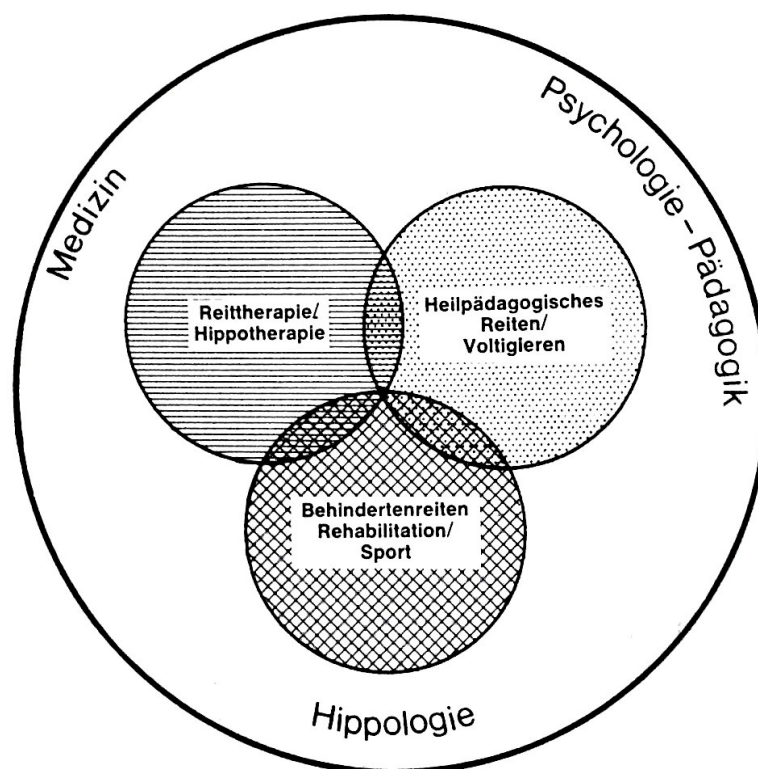 Medizin
Psychologie – Pädagogik
Reittherapie/
Hippotherapie
Heilpädagogisches
Reiten/
Voltigieren
Behindertenreiten
Rehabilitation/
Sport
Hippologie